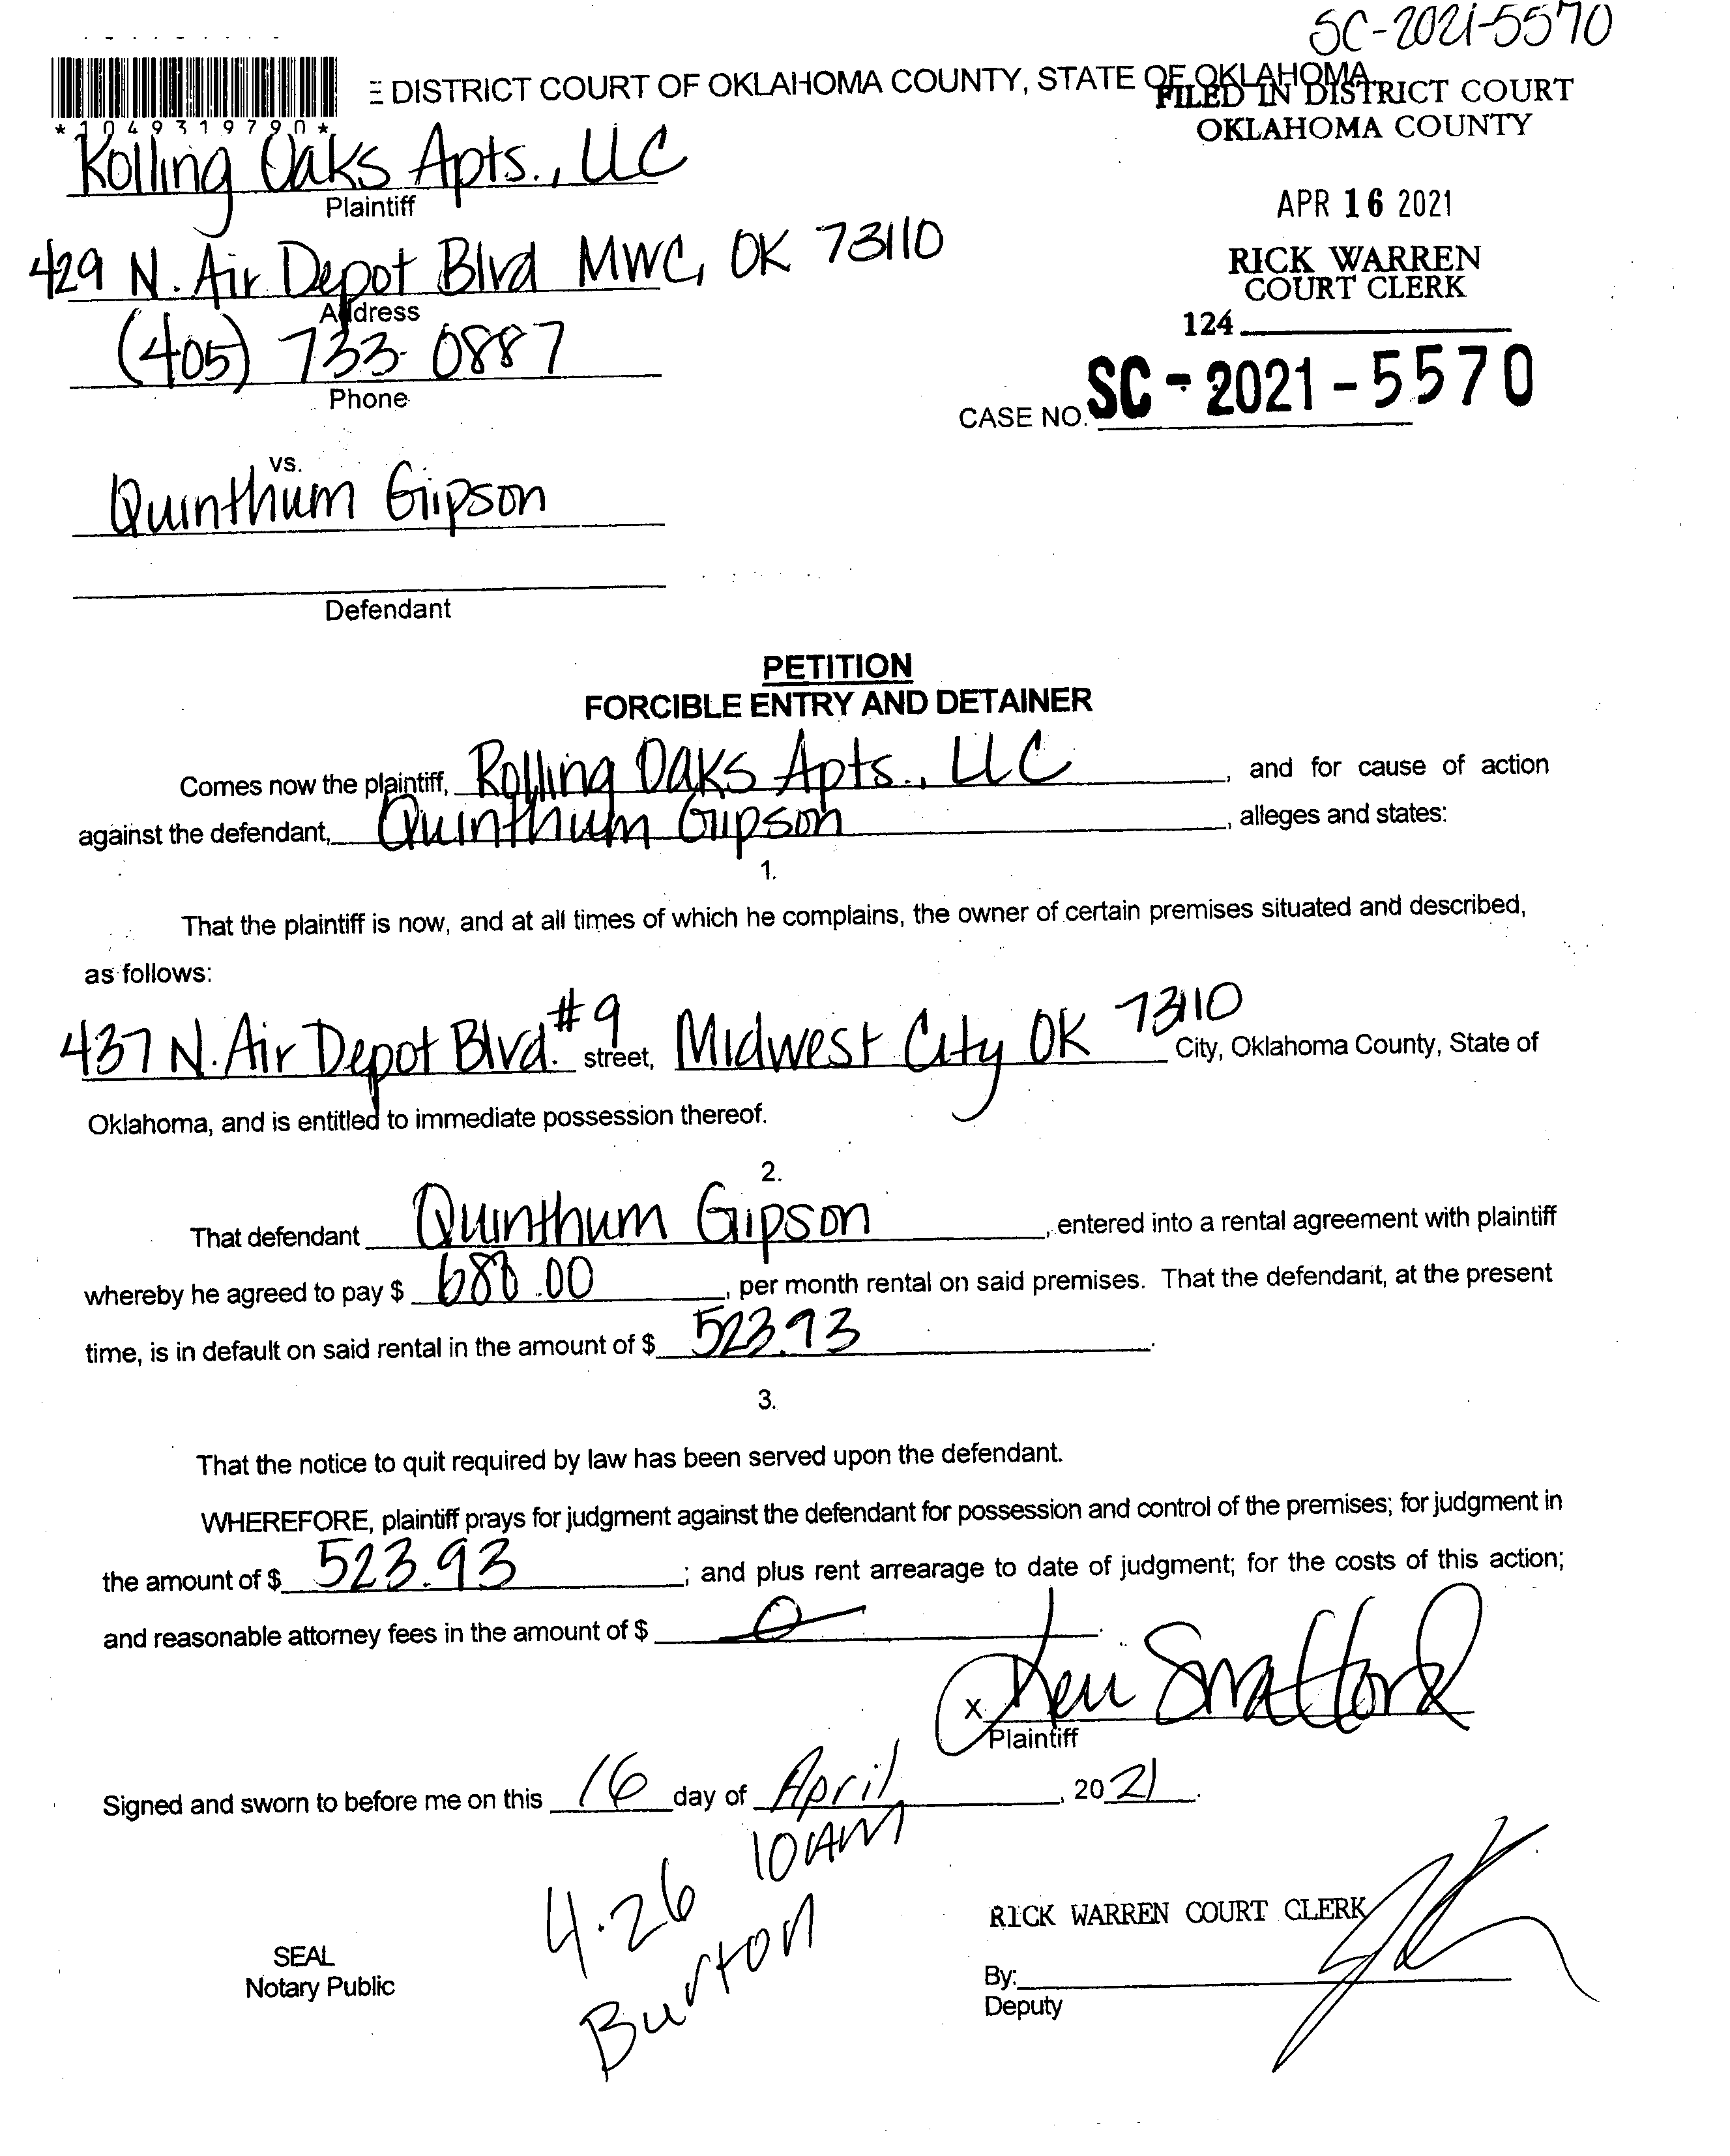 SC-2021-5570
E DISTRICT COURT OF OKLAHOMA COUNTY, STATE OF OKLAHOMA
FILED IN DISTRICT COURT
OKLAHOMA COUNTY
*1049319790*
Rolling Oaks Apts., LLC
Plaintiff
APR 16 2021
429 N. Air Depot Blvd MWC, OK 73110
Address
RICK WARREN
COURT CLERK
(405) 733-0887
Phone
124
CASE NO. SC-2021-5570
vs.
Quinthum Gipson
Defendant
PETITION
FORCIBLE ENTRY AND DETAINER
Comes now the plaintiff, Rolling Oaks Apts., LLC, and for cause of action
against the defendant, Quinthum Gipson, alleges and states:
1.
That the plaintiff is now, and at all times of which he complains, the owner of certain premises situated and described,
as follows:
437 N. Air Depot Blvd. #9 street, Midwest City OK 73110 City, Oklahoma County, State of
Oklahoma, and is entitled to immediate possession thereof.
2.
That defendant Quinthum Gipson, entered into a rental agreement with plaintiff
whereby he agreed to pay $ .00, per month rental on said premises. That the defendant, at the present
time, is in default on said rental in the amount of $ 523.93.
3.
That the notice to quit required by law has been served upon the defendant.
WHEREFORE, plaintiff prays for judgment against the defendant for possession and control of the premises; for judgment in
the amount of $ 523.93; and plus rent arrearage to date of judgment; for the costs of this action;
and reasonable attorney fees in the amount of $ 0.
x
Plaintiff
Signed and sworn to before me on this 16 day of April, 2021.
4-26 10AM
Burton
RICK WARREN COURT CLERK
SEAL
Notary Public
By:
Deputy